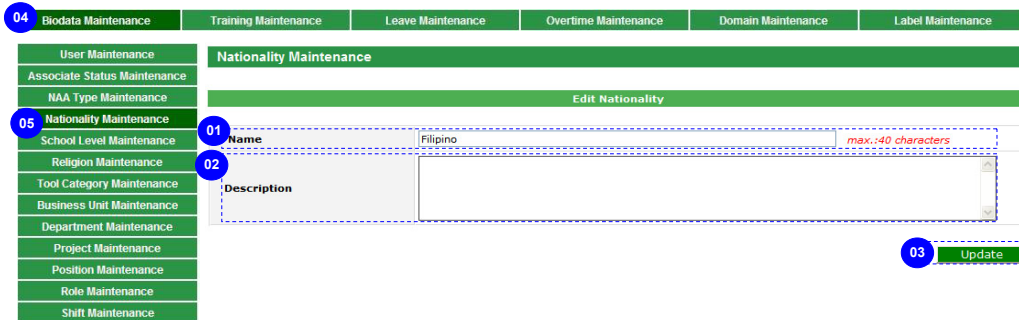 04 Biodata Maintenance Training Maintenance Leave Maintenance Overtime Maintenance Domain Maintenance Label Maintenance
User Maintenance
Associate Status Maintenance
NAA Type Maintenance
05 Nationality Maintenance
School Level Maintenance
Religion Maintenance
Tool Category Maintenance
Business Unit Maintenance
Department Maintenance
Project Maintenance
Position Maintenance
Role Maintenance
Shift Maintenance
Nationality Maintenance
Edit Nationality
01 Name Filipino max.:40 characters
02
Description
03 Update